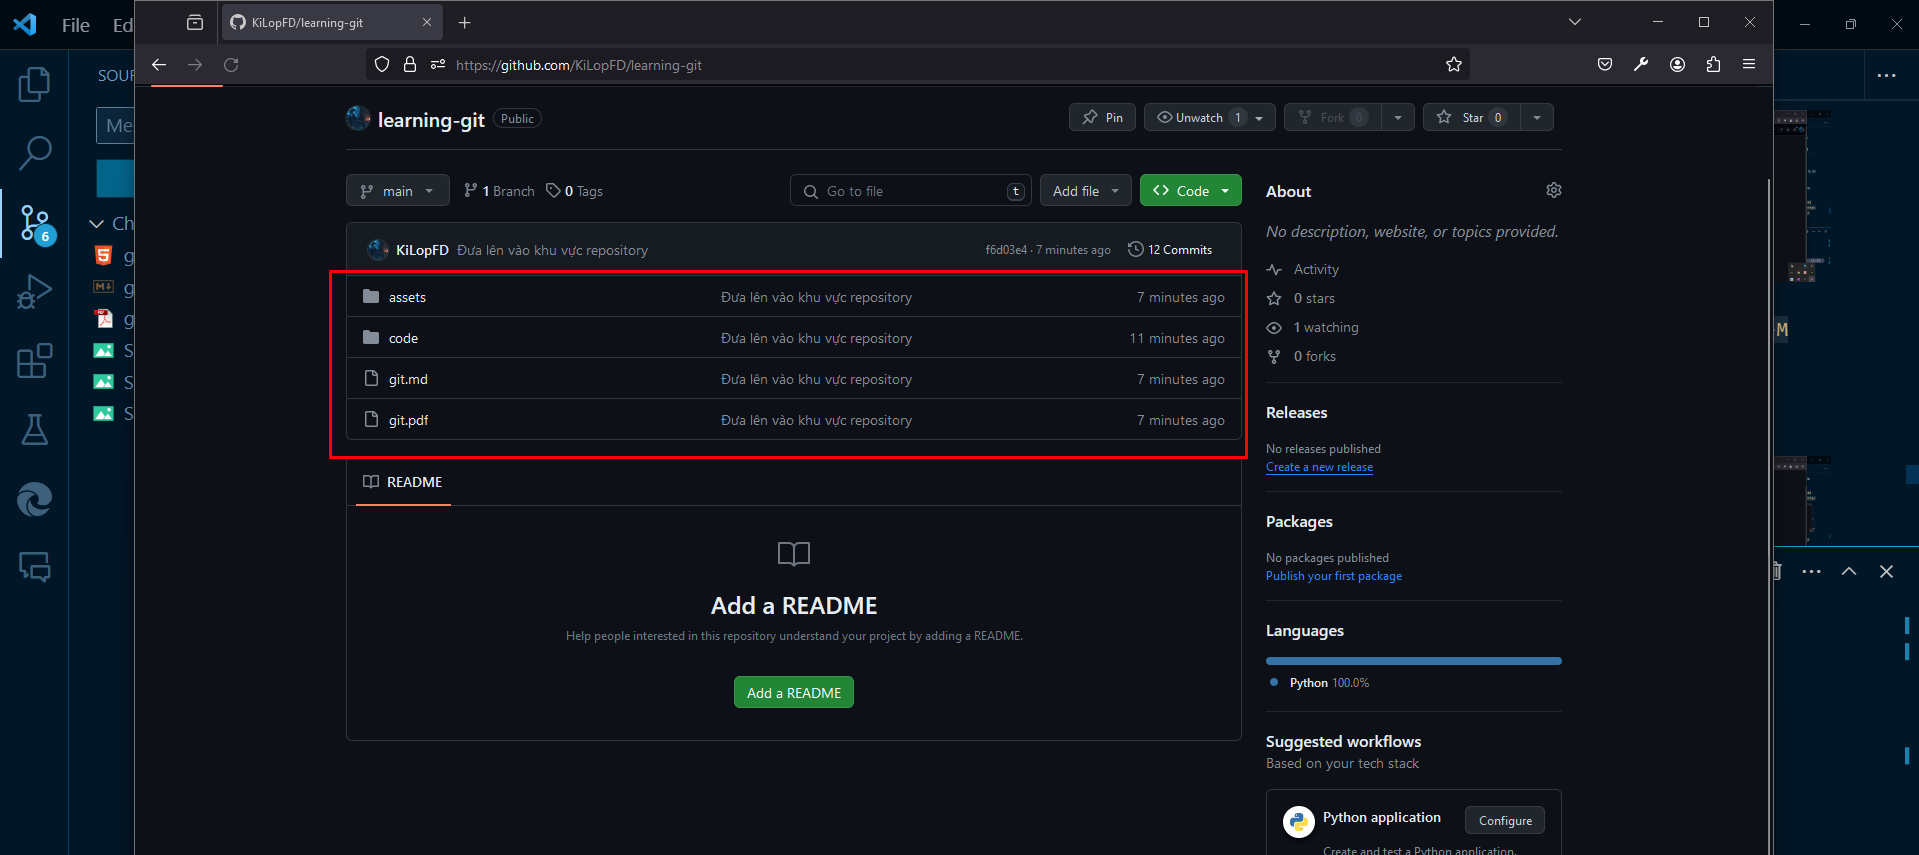 File
KiLopFD/learning-git
https://github.com/KiLopFD/learning-git
learning-git
Public
Pin
Unwatch 1
Fork 0
Star 0
main
1 Branch
0 Tags
Go to file
t
Add file
Code
About
No description, website, or topics provided.
KiLopFD
Đưa lên vào khu vực repository
f6d03e4 · 7 minutes ago
12 Commits
assets
Đưa lên vào khu vực repository
7 minutes ago
code
Đưa lên vào khu vực repository
11 minutes ago
git.md
Đưa lên vào khu vực repository
7 minutes ago
git.pdf
Đưa lên vào khu vực repository
7 minutes ago
Activity
0 stars
1 watching
0 forks
README
Add a README
Help people interested in this repository understand your project by adding a README.
Add a README
Releases
No releases published
Create a new release
Packages
No packages published
Publish your first package
Languages
Python 100.0%
Suggested workflows
Based on your tech stack
Python application
Configure
Create and test a Python application.
6